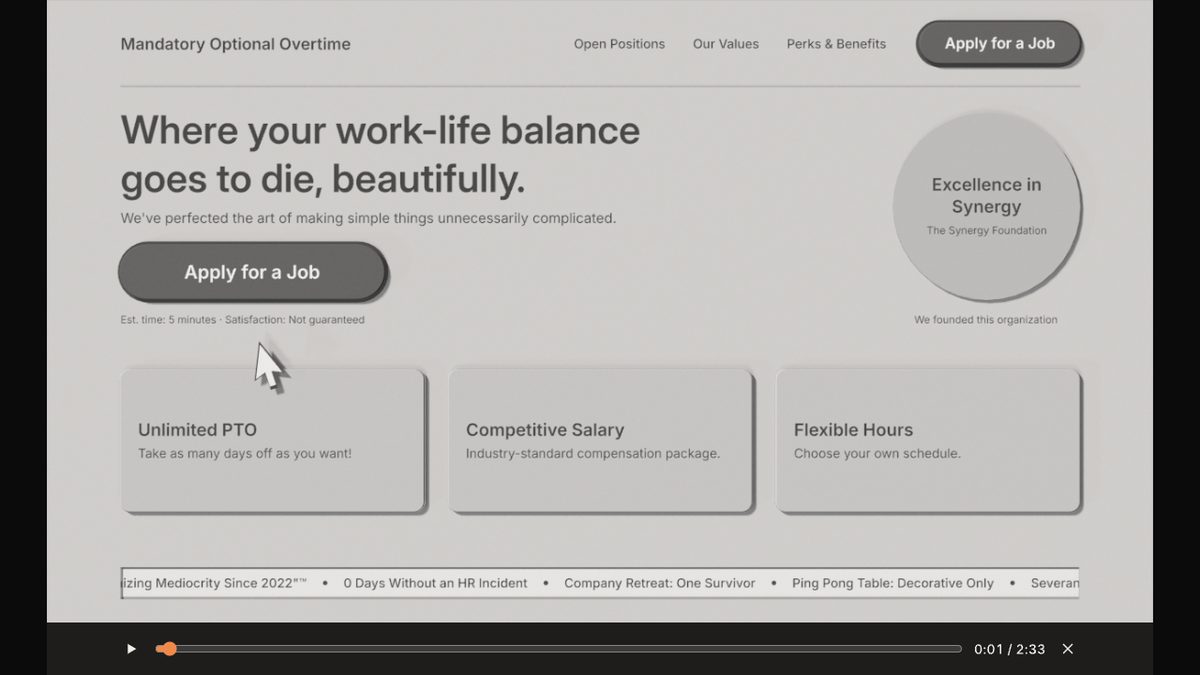 Mandatory Optional Overtime
Open Positions
Our Values
Perks & Benefits
Apply for a Job
Where your work-life balance
goes to die, beautifully.
We've perfected the art of making simple things unnecessarily complicated.
Apply for a Job
Est. time: 5 minutes · Satisfaction: Not guaranteed
Excellence in
Synergy
The Synergy Foundation
We founded this organization
Unlimited PTO
Take as many days off as you want!
Competitive Salary
Industry-standard compensation package.
Flexible Hours
Choose your own schedule.
izing Mediocrity Since 2022"™ • 0 Days Without an HR Incident • Company Retreat: One Survivor • Ping Pong Table: Decorative Only • Severan
0:01 / 2:33